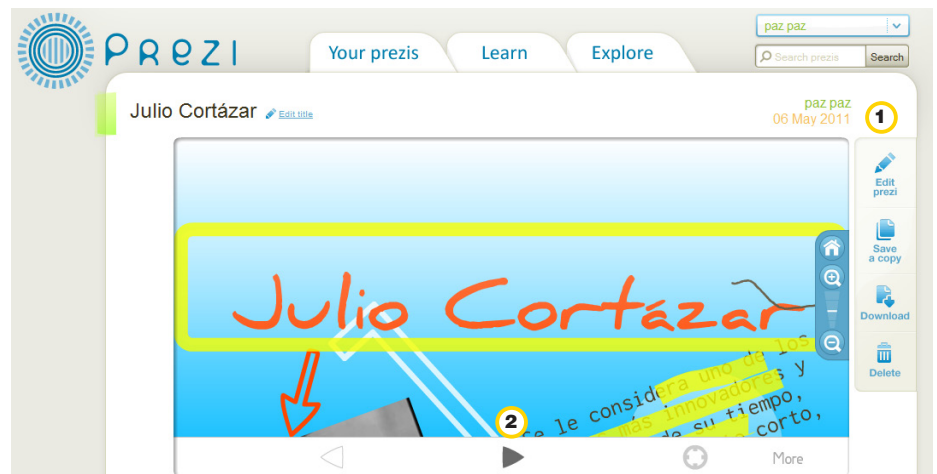 PREZI
Your prezis
Learn
Explore
paz paz
Search prezis
Search
Julio Cortázar
Edit title
paz paz
06 May 2011
1
Edit
prezi
Save
a copy
Download
Delete
Julio Cortázar
Se le considera uno de los
más innovadores y
de su tiempo,
corto,
2
More